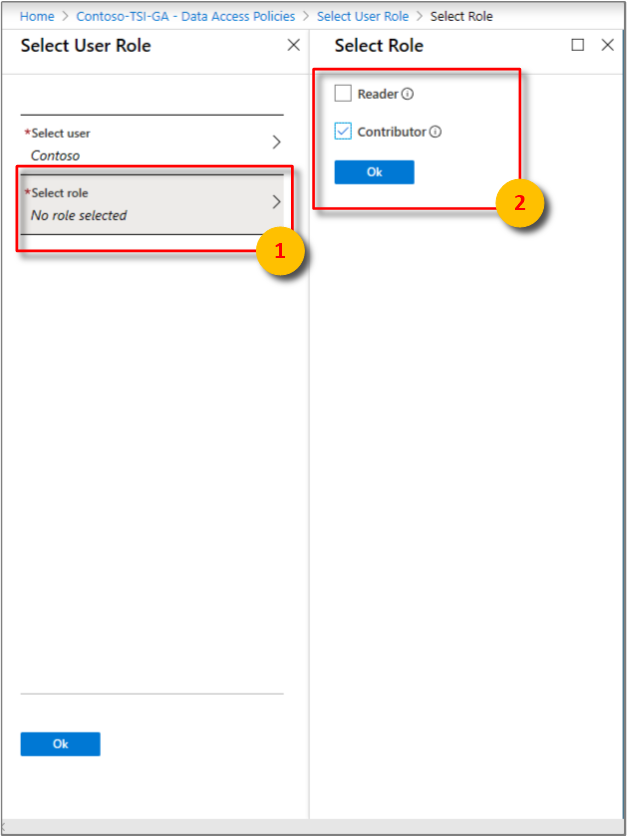 Home > Contoso-TSI-GA - Data Access Policies > Select User Role > Select Role
Select User Role
*Select user
Contoso
*Select role
No role selected
1
Ok
Select Role
Reader
Contributor
Ok
2